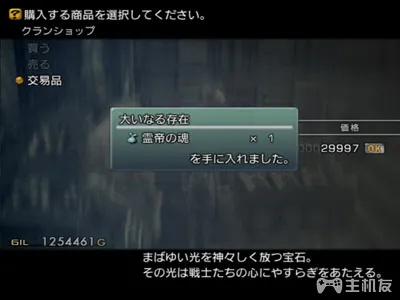 購入する商品を選択してください。
クランショップ
買う
売る
交易品
大いなる存在
霊帝の魂 × 1
を手に入れました。
価格
29997 OK
GIL 1254461G
まばゆい光を神々しく放つ宝石。
その光は戦士たちの心にやすらぎをあたえる。
主机友